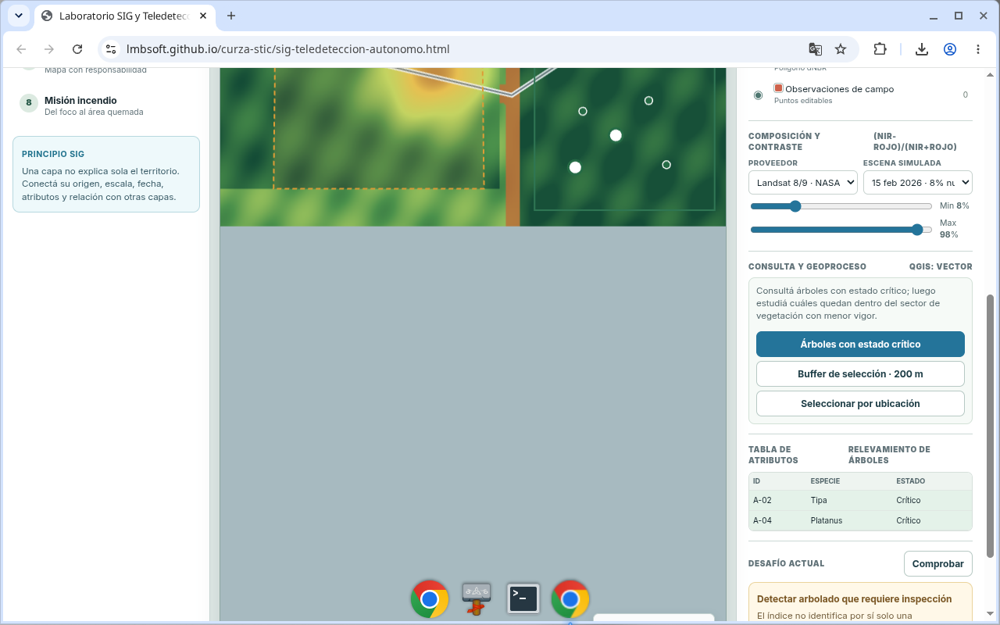 Laboratorio SIG y Teledetecc
lmbsoft.github.io/curza-stic/sig-teledeteccion-autonomo.html
Mapa con responsabilidad
8
Misión incendio
Del foco al área quemada
PRINCIPIO SIG
Una capa no explica sola el territorio.
Conectá su origen, escala, fecha,
atributos y relación con otras capas.
Polígono dNBR
Observaciones de campo
Puntos editables
0
COMPOSICIÓN Y CONTRASTE
(NIR-ROJO)/(NIR+ROJO)
PROVEEDOR
ESCENA SIMULADA
Landsat 8/9 · NASA
15 feb 2026 · 8% nu
Min 8%
Max 98%
CONSULTA Y GEOPROCESO
QGIS: VECTOR
Consultá árboles con estado crítico; luego
estudiá cuáles quedan dentro del sector de
vegetación con menor vigor.
Árboles con estado crítico
Buffer de selección · 200 m
Seleccionar por ubicación
TABLA DE ATRIBUTOS
RELEVAMIENTO DE ÁRBOLES
ID ESPECIE ESTADO
A-02 Tipa Crítico
A-04 Platanus Crítico
DESAFÍO ACTUAL
Comprobar
Detectar arbolado que requiere inspección
El índice no identifica por sí solo una